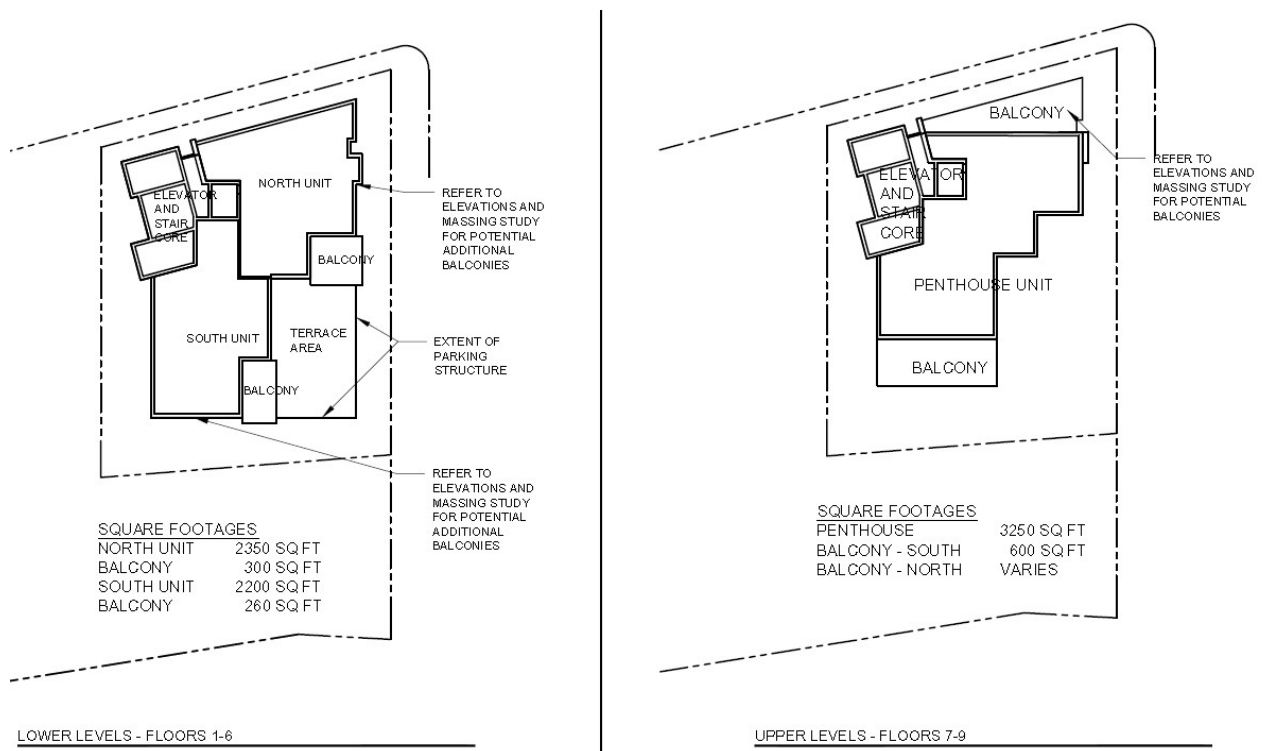 NORTH UNIT
ELEVATOR
AND
STAIR
CORE
BALCONY
SOUTH UNIT
TERRACE
AREA
BALCONY
REFER TO
ELEVATIONS AND
MASSING STUDY
FOR POTENTIAL
ADDITIONAL
BALCONIES
EXTENT OF
PARKING
STRUCTURE
REFER TO
ELEVATIONS AND
MASSING STUDY
FOR POTENTIAL
ADDITIONAL
BALCONIES
SQUARE FOOTAGES
NORTH UNIT 2350 SQ FT
BALCONY 300 SQ FT
SOUTH UNIT 2200 SQ FT
BALCONY 260 SQ FT
LOWER LEVELS - FLOORS 1-6
BALCONY
ELEVATOR
AND
STAIR
CORE
REFER TO
ELEVATIONS AND
MASSING STUDY
FOR POTENTIAL
BALCONIES
PENTHOUSE UNIT
BALCONY
SQUARE FOOTAGES
PENTHOUSE 3250 SQ FT
BALCONY - SOUTH 600 SQ FT
BALCONY - NORTH VARIES
UPPER LEVELS - FLOORS 7-9